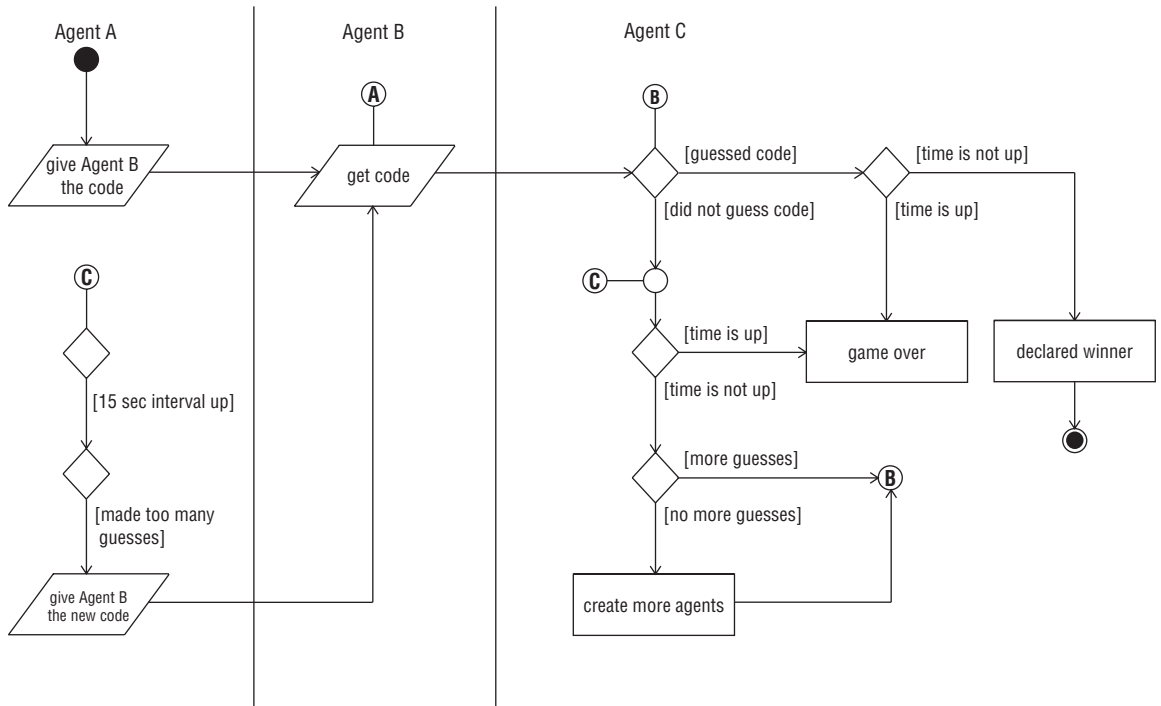 Agent A
Agent B
Agent C
A
B
give Agent B
the code
get code
[guessed code]
[time is not up]
[did not guess code]
[time is up]
C
C
[time is up]
game over
declared winner
[15 sec interval up]
[time is not up]
[more guesses]
B
[made too many
guesses]
[no more guesses]
give Agent B
the new code
create more agents